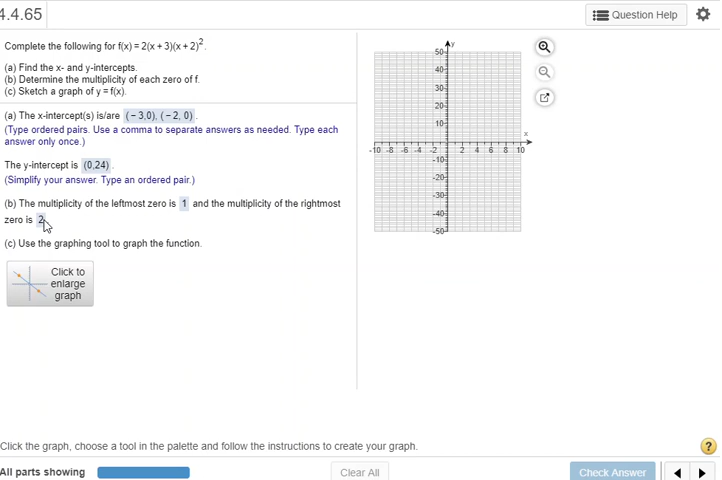 4.4.65
Question Help
Complete the following for f(x) = 2(x + 3)(x + 2)².
(a) Find the x- and y-intercepts.
(b) Determine the multiplicity of each zero of f.
(c) Sketch a graph of y = f(x).
(a) The x-intercept(s) is/are (−3,0), (−2, 0).
(Type ordered pairs. Use a comma to separate answers as needed. Type each
answer only once.)
The y-intercept is (0,24).
(Simplify your answer. Type an ordered pair.)
(b) The multiplicity of the leftmost zero is 1 and the multiplicity of the rightmost
zero is 2
(c) Use the graphing tool to graph the function.
Click to
enlarge
graph
y
50
40
30
20
10
x
-10 -8 -6 -4 -2 2 4 6 8 10
-10
-20
-30
-40
-50
Click the graph, choose a tool in the palette and follow the instructions to create your graph.
?
All parts showing
Clear All
Check Answer